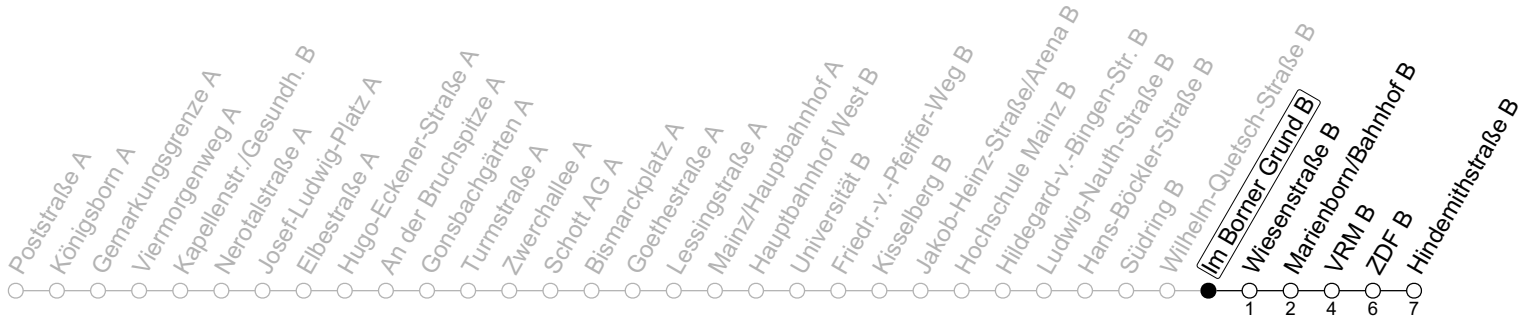 Poststraße A
Königsborn A
Gemarkungsgrenze A
Viermorgenweg A
Kapellenstr./Gesundh. B
Nerotalstraße A
Josef-Ludwig-Platz A
Elbestraße A
Hugo-Eckener-Straße A
An der Bruchspitze A
Gonsbachgärten A
Turmstraße A
Zwerchallee A
Schott AG A
Bismarckplatz A
Goethestraße A
Lessingstraße A
Mainz/Hauptbahnhof A
Hauptbahnhof West B
Universität B
Friedr.-v.-Pfeiffer-Weg B
Kisselberg B
Jakob-Heinz-Straße/Arena B
Hochschule Mainz B
Hildegard-v.-Bingen-Str. B
Ludwig-Nauth-Straße B
Hans-Böckler-Straße B
Südring B
Wilhelm-Quetsch-Straße B
Im Borner Grund B
Wiesenstraße B
Marienborn/Bahnhof B
VRM B
ZDF B
Hindemithstraße B
1 2 4 6 7